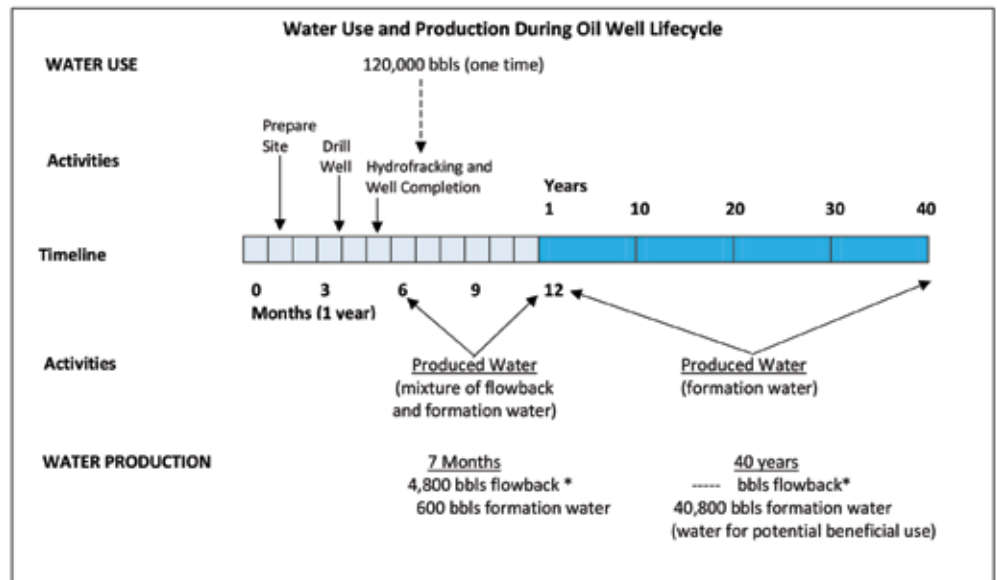 Water Use and Production During Oil Well Lifecycle
WATER USE
120,000 bbls (one time)
Prepare
Site
Drill
Well
Activities
Hydrofracking and
Well Completion
Years
1 10 20 30 40
Timeline
0 3 6 9 12
Months (1 year)
Activities
Produced Water
(mixture of flowback
and formation water)
Produced Water
(formation water)
WATER PRODUCTION
7 Months
4,800 bbls flowback *
600 bbls formation water
40 years
----- bbls flowback*
40,800 bbls formation water
(water for potential beneficial use)